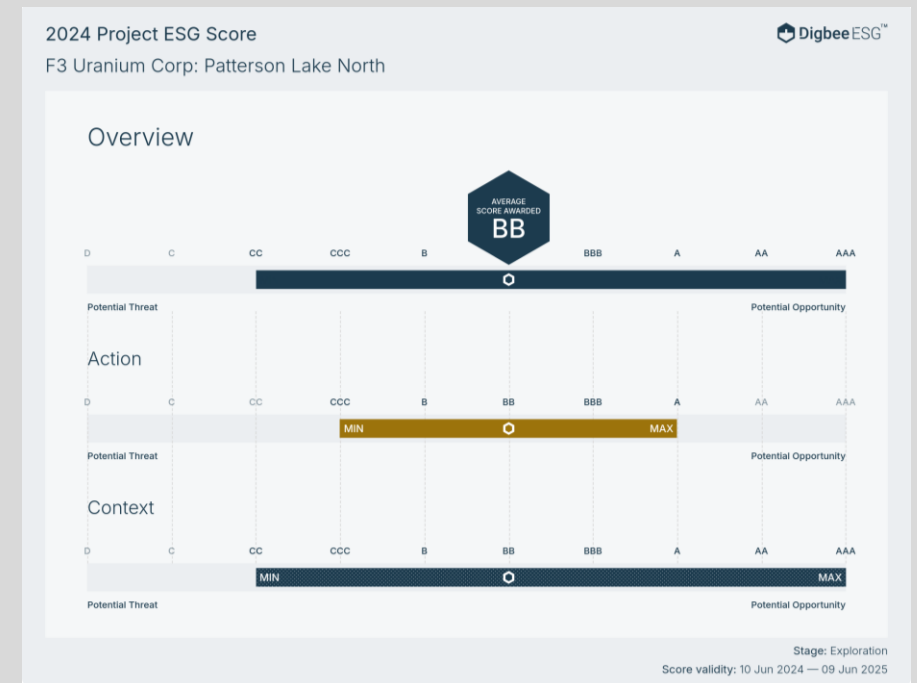 2024 Project ESG Score
DigbeeESG™
F3 Uranium Corp: Patterson Lake North
Overview
AVERAGE
SCORE AWARDED
BB
D C CC CCC B BBB A AA AAA
Potential Threat Potential Opportunity
Action
D C CC CCC B BB BBB A AA AAA
MIN MAX
Potential Threat Potential Opportunity
Context
D C CC CCC B BB BBB A AA AAA
MIN MAX
Potential Threat Potential Opportunity
Stage: Exploration
Score validity: 10 Jun 2024 — 09 Jun 2025